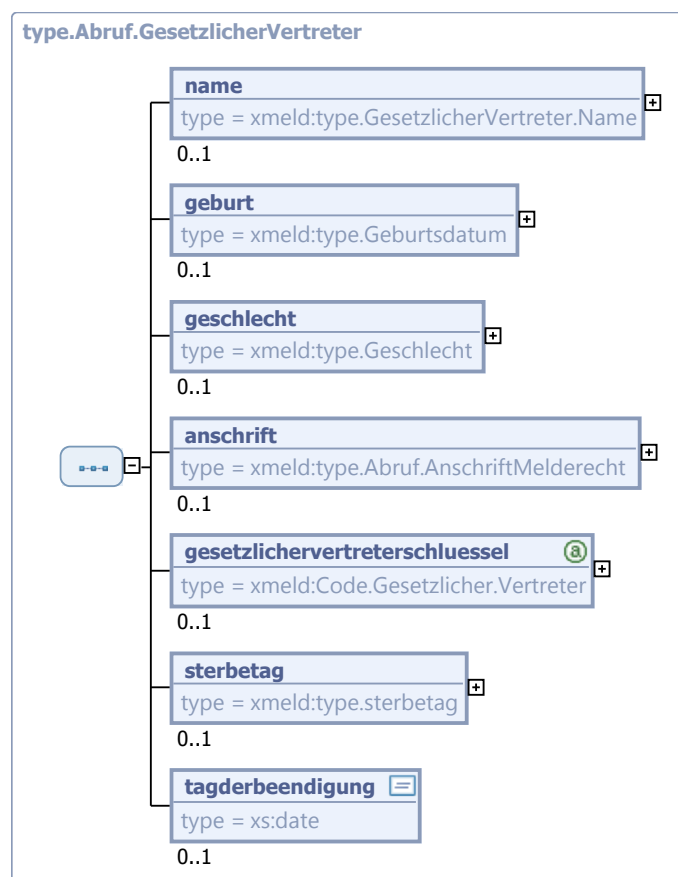 type.Abruf.GesetzlicherVertreter
name
type = xmeld:type.GesetzlicherVertreter.Name
0..1
geburt
type = xmeld:type.Geburtsdatum
0..1
geschlecht
type = xmeld:type.Geschlecht
0..1
anschrift
type = xmeld:type.Abruf.AnschriftMelderecht
0..1
gesetzlichervertreterschluessel a
type = xmeld:Code.Gesetzlicher.Vertreter
0..1
sterbetag
type = xmeld:type.sterbetag
0..1
tagderbeendigung
type = xs:date
0..1